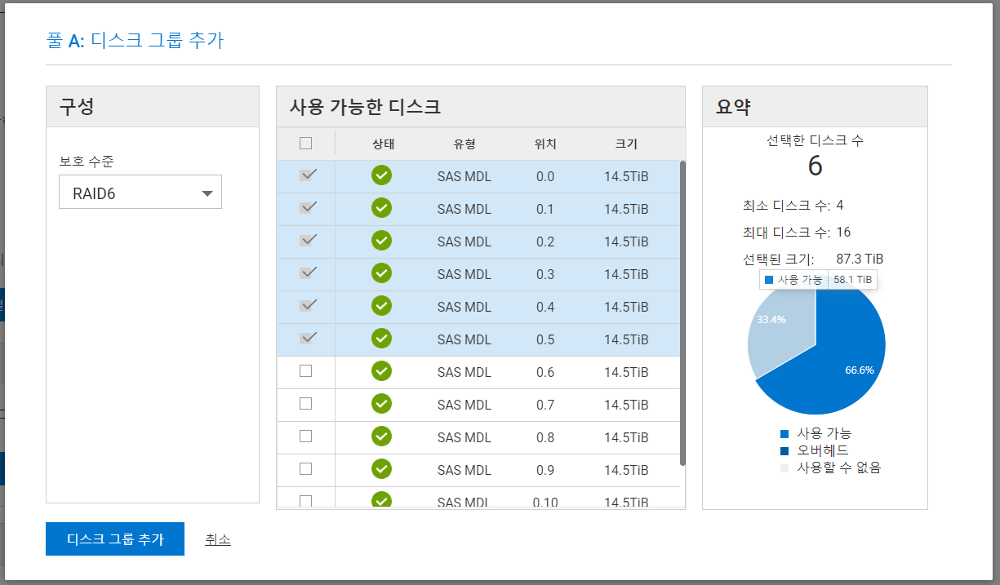 풀 A: 디스크 그룹 추가
구성
보호 수준
RAID6
사용 가능한 디스크
상태 유형 위치 크기
SAS MDL 0.0 14.5TiB
SAS MDL 0.1 14.5TiB
SAS MDL 0.2 14.5TiB
SAS MDL 0.3 14.5TiB
SAS MDL 0.4 14.5TiB
SAS MDL 0.5 14.5TiB
SAS MDL 0.6 14.5TiB
SAS MDL 0.7 14.5TiB
SAS MDL 0.8 14.5TiB
SAS MDL 0.9 14.5TiB
SAS MDL 0.10 14.5TiB
요약
선택한 디스크 수
6
최소 디스크 수: 4
최대 디스크 수: 16
선택된 크기: 87.3 TiB
사용 가능 58.1 TiB
33.4%
66.6%
사용 가능
오버헤드
사용할 수 없음
디스크 그룹 추가 취소